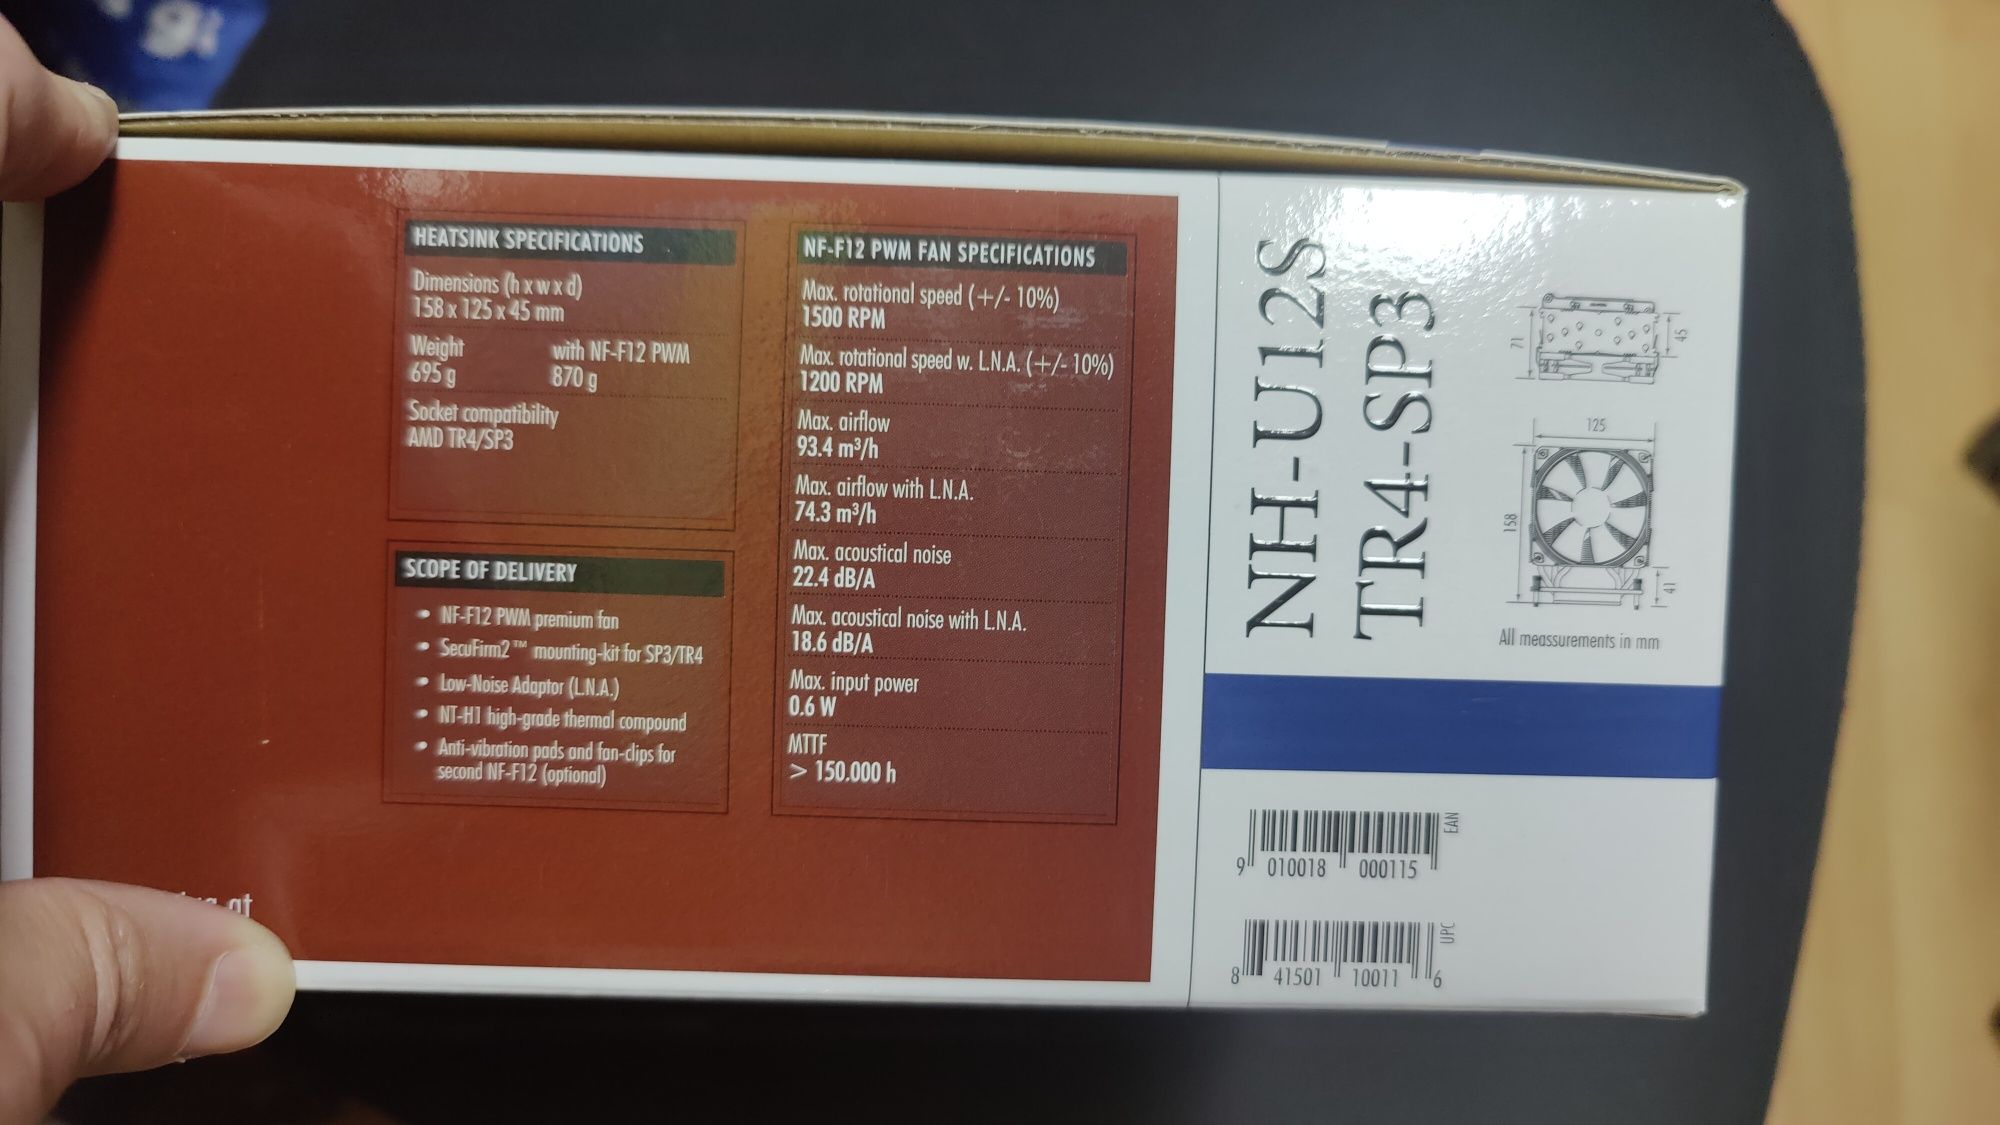 HEATSINK SPECIFICATIONS
Dimensions (h x w x d)
158 x 125 x 45 mm
Weight with NF-F12 PWM
695 g 870 g
Socket compatibility
AMD TR4/SP3
SCOPE OF DELIVERY
• NF-F12 PWM premium fan
• SecuFirm2™ mounting-kit for SP3/TR4
• Low-Noise Adaptor (L.N.A.)
• NT-H1 high-grade thermal compound
• Anti-vibration pads and fan-clips for
second NF-F12 (optional)
NF-F12 PWM FAN SPECIFICATIONS
Max. rotational speed (+/- 10%)
1500 RPM
Max. rotational speed w. L.N.A. (+/- 10%)
1200 RPM
Max. airflow
93.4 m³/h
Max. airflow with L.N.A.
74.3 m³/h
Max. acoustical noise
22.4 dB/A
Max. acoustical noise with L.N.A.
18.6 dB/A
Max. input power
0.6 W
MTTF
> 150.000 h
NH-U12S
TR4-SP3
71
45
125
158
41
All meassurements in mm
EAN
9 010018 000115
UPC
8 41501 10011 6